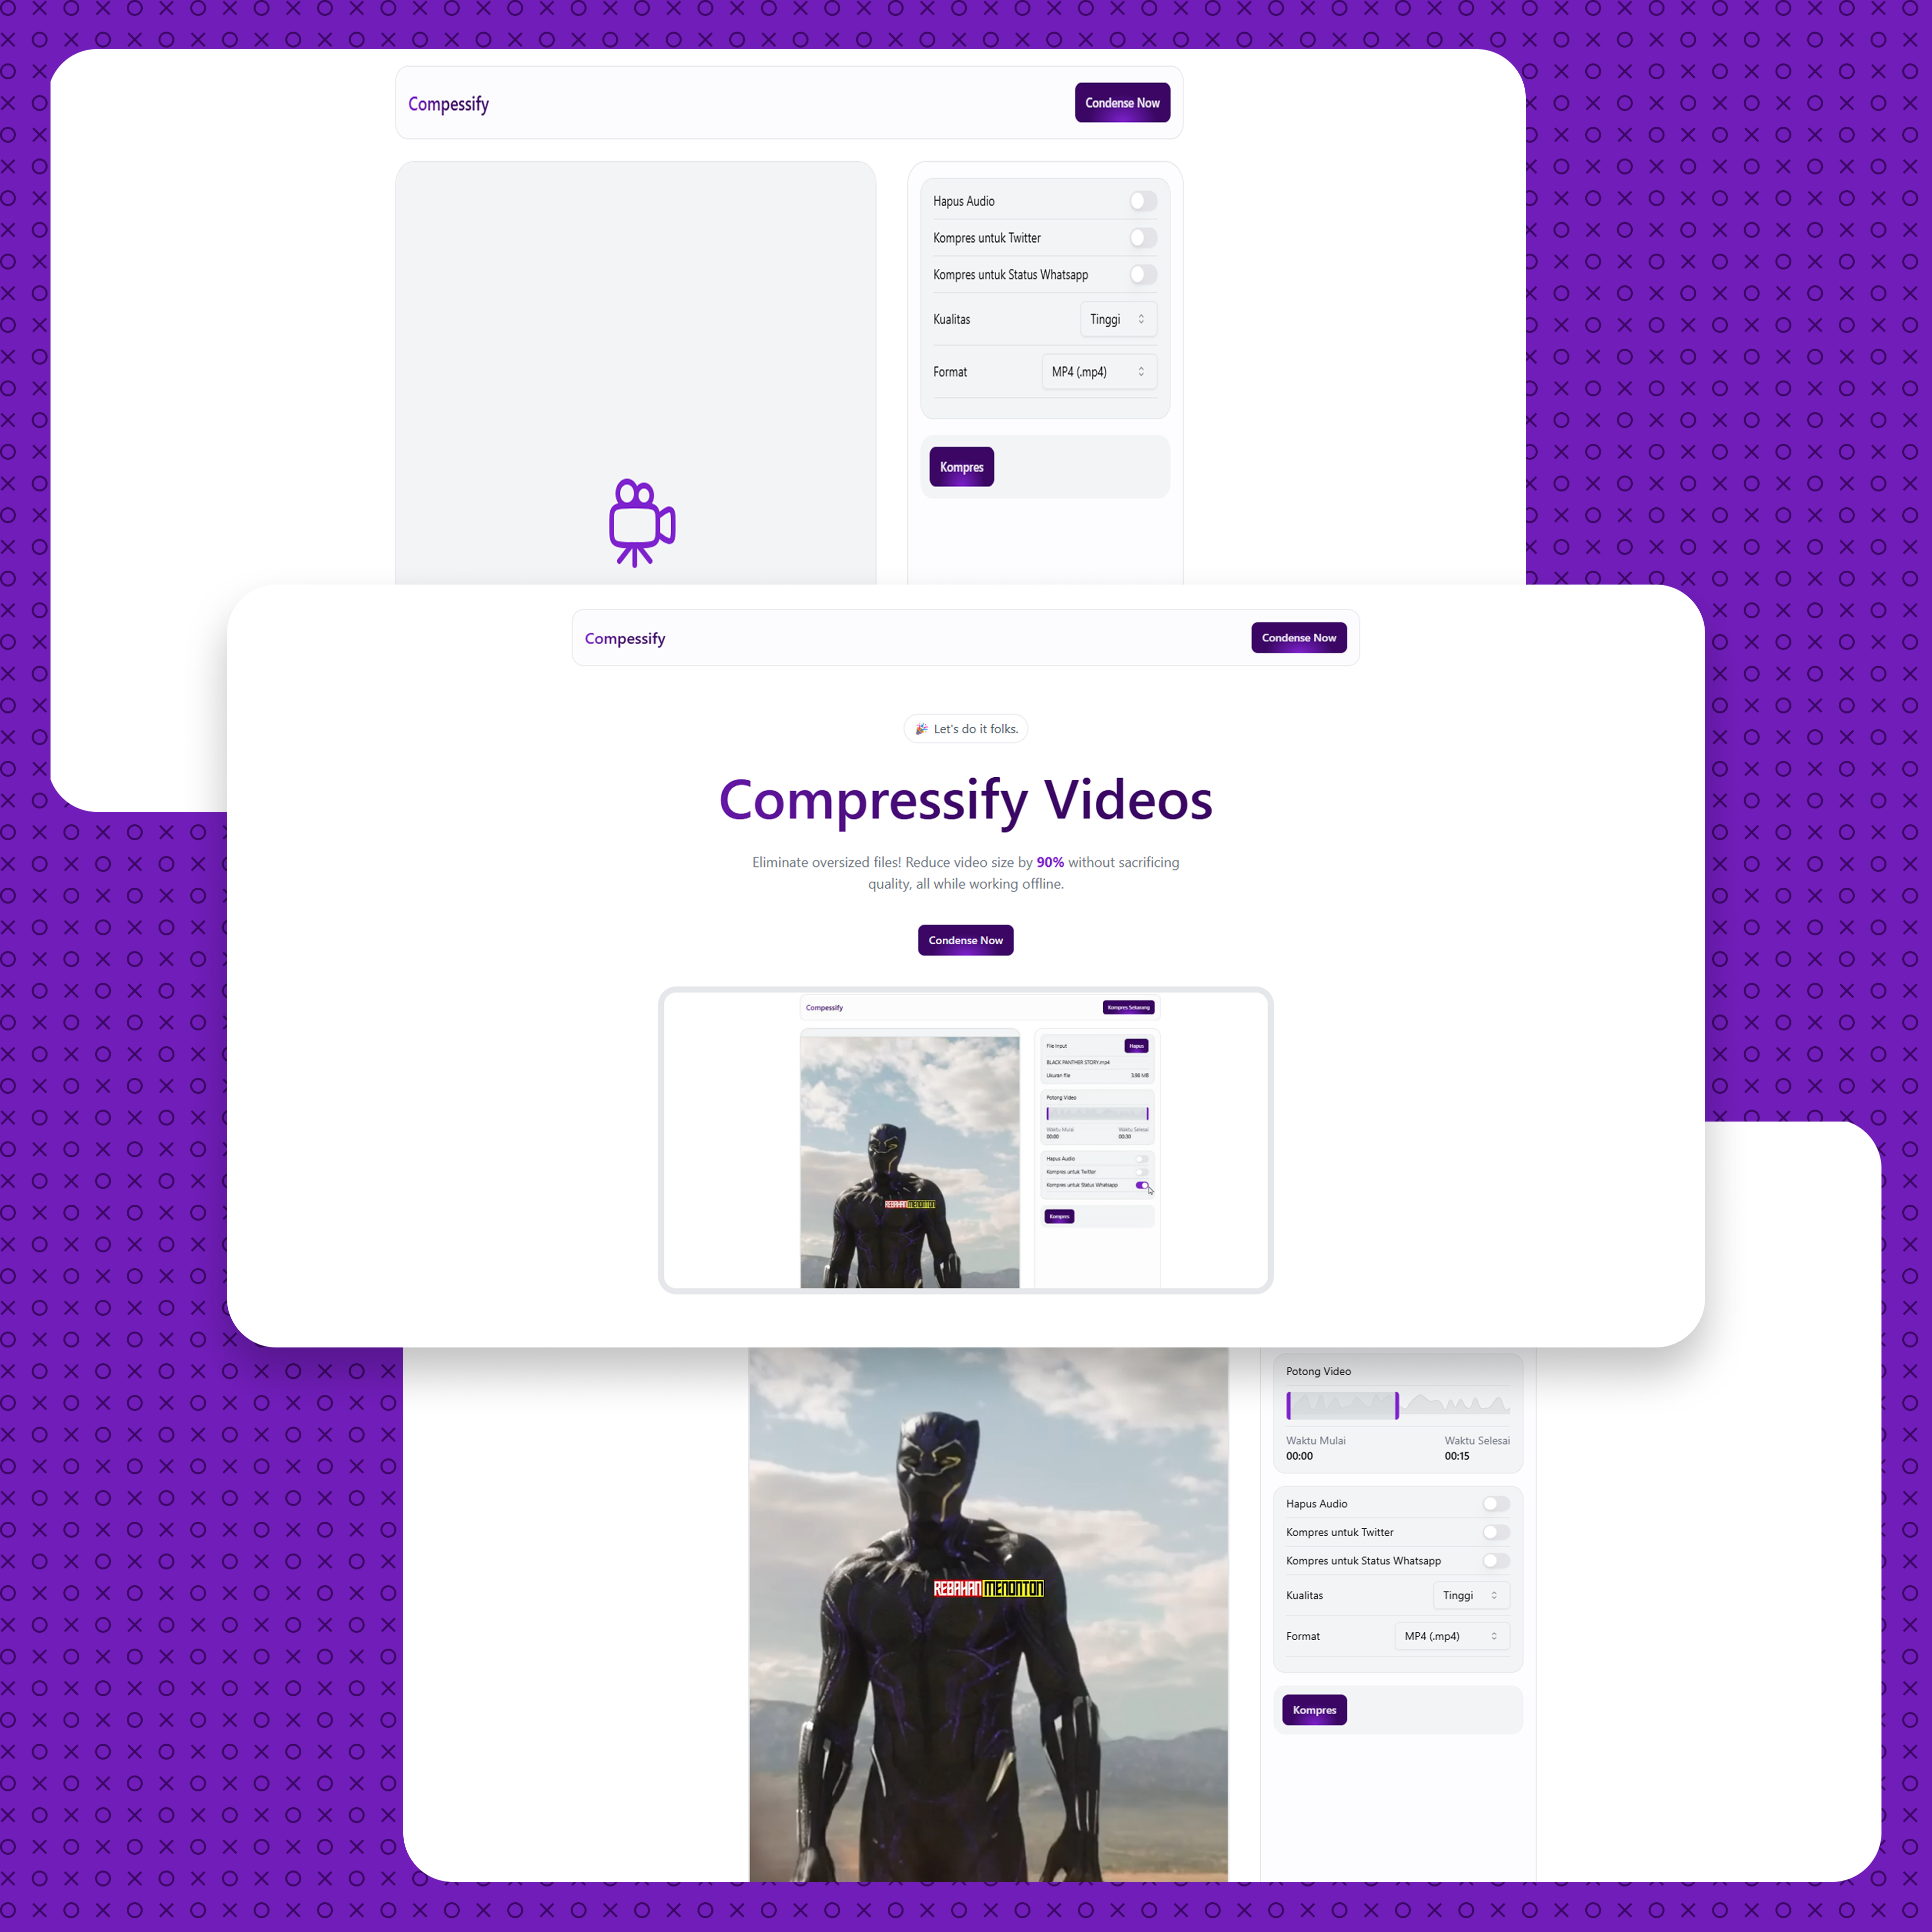 Compessify
Condense Now
Hapus Audio
Kompres untuk Twitter
Kompres untuk Status Whatsapp
Kualitas Tinggi
Format MP4 (.mp4)
Kompres
Compessify
Condense Now
🎉 Let's do it folks.
Compressify Videos
Eliminate oversized files! Reduce video size by 90% without sacrificing
quality, all while working offline.
Condense Now
Compessify
Kompres Sekarang
File Input
Hapus
BLACK PANTHER STORY.mp4
Ukuran file 3.98 MB
Potong Video
Waktu Mulai Waktu Selesai
00:00 00:30
Hapus Audio
Kompres untuk Twitter
Kompres untuk Status Whatsapp
Kompres
REBAHAN
Potong Video
Waktu Mulai Waktu Selesai
00:00 00:15
Hapus Audio
Kompres untuk Twitter
Kompres untuk Status Whatsapp
Kualitas Tinggi
Format MP4 (.mp4)
Kompres
REBAHAN MENONTON